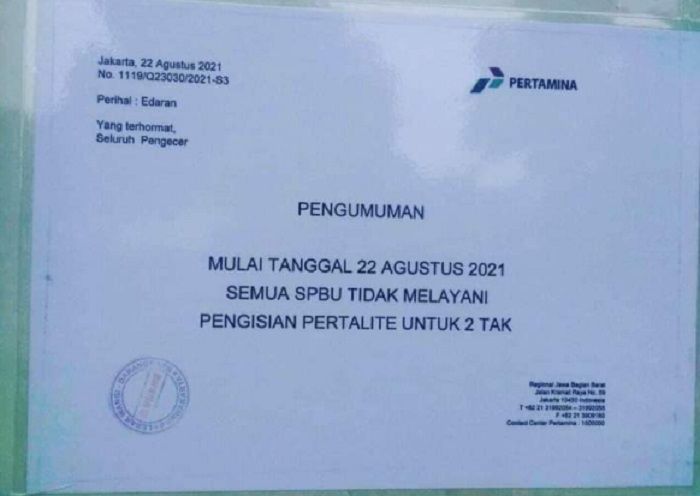 Jakarta, 22 Agustus 2021
No. 1119/Q23030/2021-S3
PERTAMINA
Perihal : Edaran
Yang terhormat,
Seluruh Pengecer
PENGUMUMAN
MULAI TANGGAL 22 AGUSTUS 2021
SEMUA SPBU TIDAK MELAYANI
PENGISIAN PERTALITE UNTUK 2 TAK
Regional Jawa Bagian Barat
Jalan Kramat Raya No. 59
Jakarta 10450 Indonesia
Contact Center Pertamina :